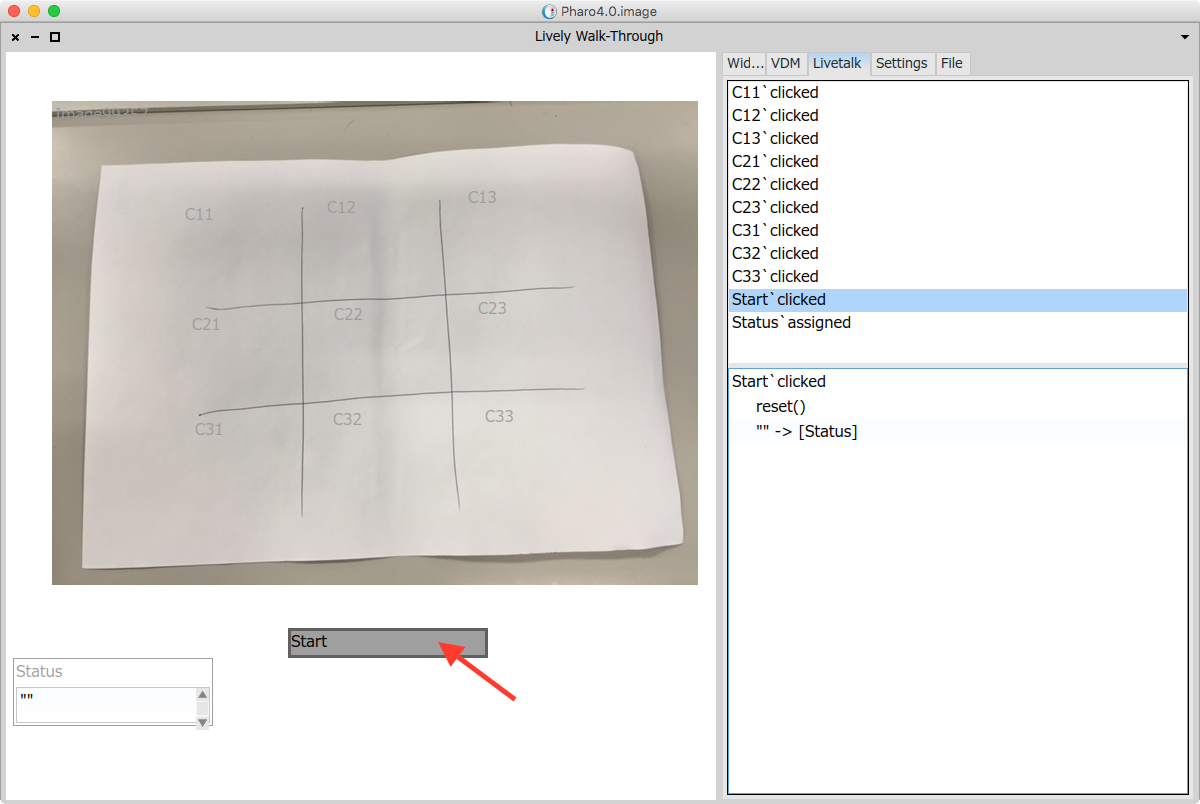 Pharo4.0.image
Lively Walk-Through
Wid... VDM Livetalk Settings File
C11 C12 C13
C21 C22 C23
C31 C32 C33
Start
Status
""
C11`clicked
C12`clicked
C13`clicked
C21`clicked
C22`clicked
C23`clicked
C31`clicked
C32`clicked
C33`clicked
Start`clicked
Status`assigned
Start`clicked
reset()
"" -> [Status]